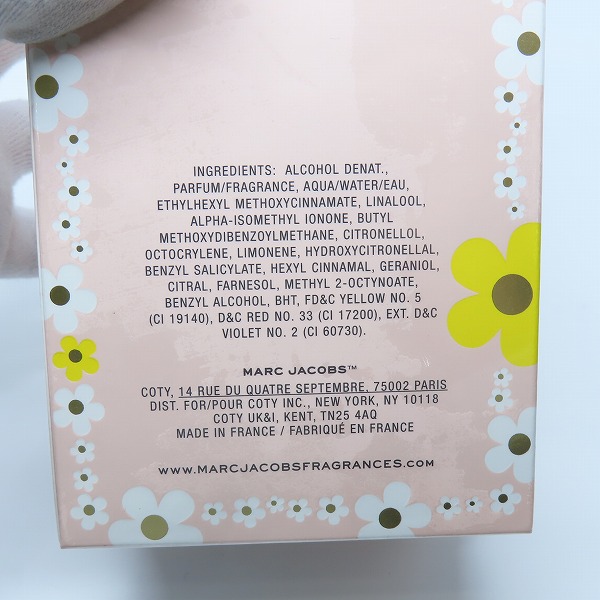 INGREDIENTS: ALCOHOL DENAT.,
PARFUM/FRAGRANCE, AQUA/WATER/EAU,
ETHYLHEXYL METHOXYCINNAMATE, LINALOOL,
ALPHA-ISOMETHYL IONONE, BUTYL
METHOXYDIBENZOYLMETHANE, CITRONELLOL,
OCTOCRYLENE, LIMONENE, HYDROXYCITRONELLAL,
BENZYL SALICYLATE, HEXYL CINNAMAL, GERANIOL,
CITRAL, FARNESOL, METHYL 2-OCTYNOATE,
BENZYL ALCOHOL, BHT, FD&C YELLOW NO. 5
(CI 19140), D&C RED NO. 33 (CI 17200), EXT. D&C
VIOLET NO. 2 (CI 60730).
MARC JACOBS™
COTY, 14 RUE DU QUATRE SEPTEMBRE, 75002 PARIS
DIST. FOR/POUR COTY INC., NEW YORK, NY 10118
COTY UK&I, KENT, TN25 4AQ
MADE IN FRANCE / FABRIQUÉ EN FRANCE
WWW.MARCJACOBSFRAGRANCES.COM